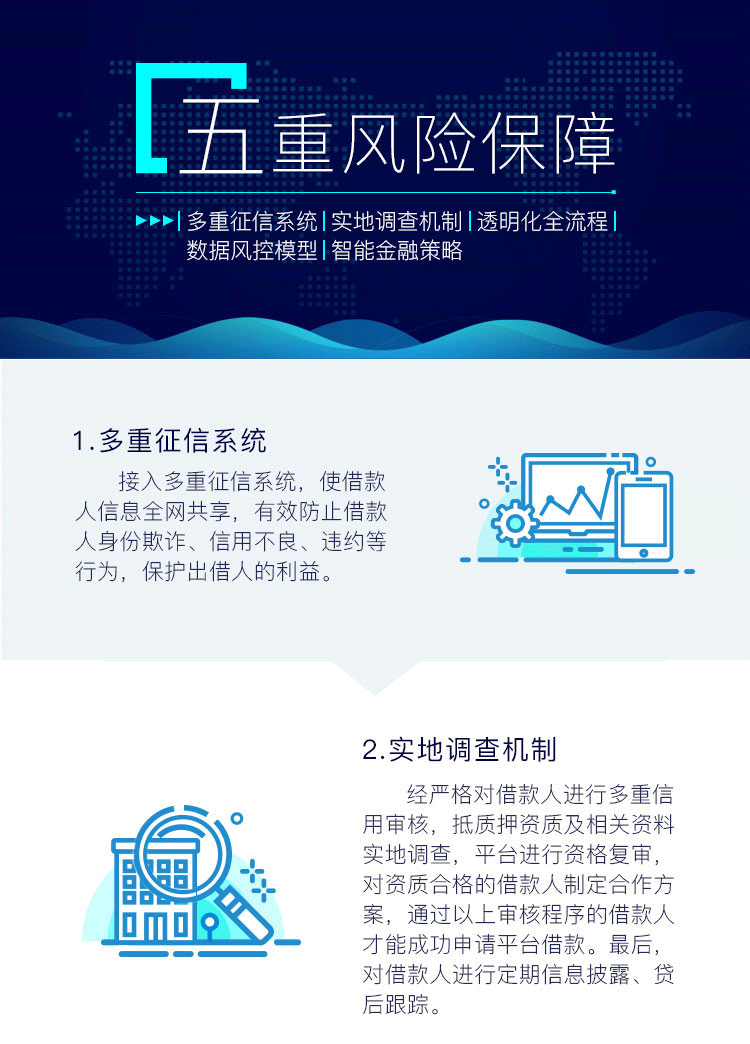 五重风险保障
多重征信系统|实地调查机制|透明化全流程|
数据风控模型|智能金融策略
1.多重征信系统
接入多重征信系统，使借款
人信息全网共享，有效防止借款
人身份欺诈、信用不良、违约等
行为，保护出借人的利益。
2.实地调查机制
经严格对借款人进行多重信
用审核，抵质押资质及相关资料
实地调查，平台进行资格复审，
对资质合格的借款人制定合作方
案，通过以上审核程序的借款人
才能成功申请平台借款。最后，
对借款人进行定期信息披露、贷
后跟踪。